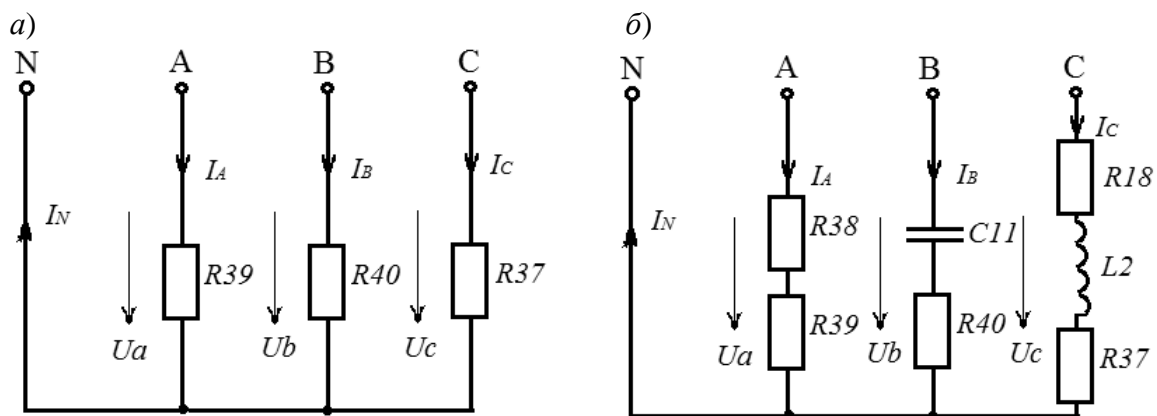 а) б)
N A B C N A B C
I_A I_B I_C I_A I_B I_C
R18
I_N R38 I_N
C11
R39 R40 R37 L2
Ua Ub Uc R39 R40 R37
Ua Ub Uc